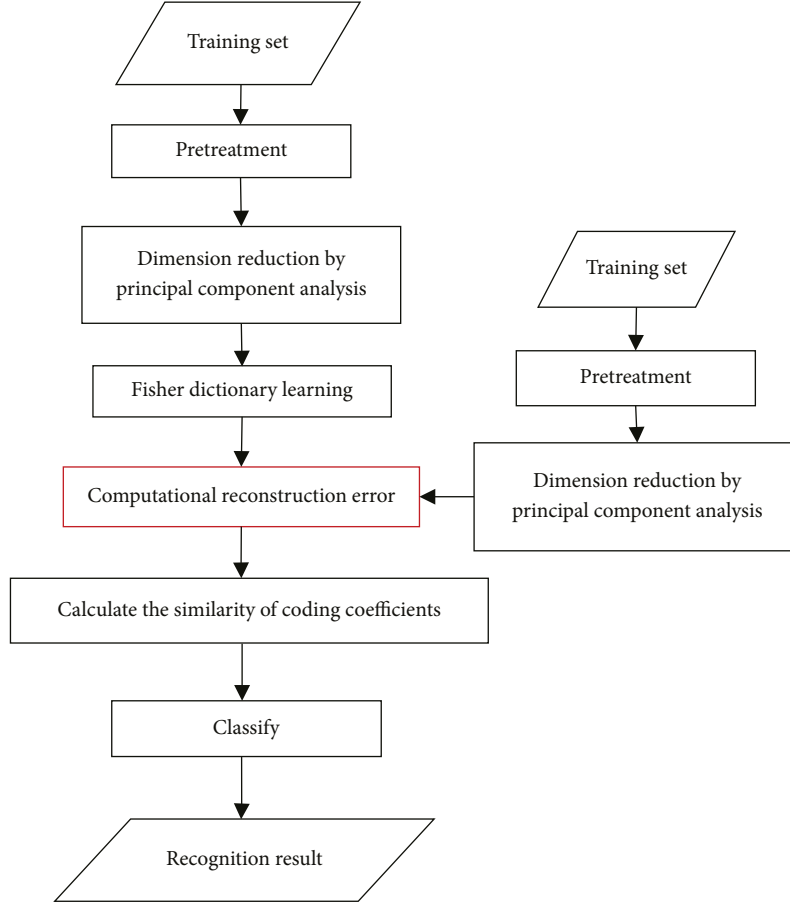 Training set
Pretreatment
Dimension reduction by
principal component analysis
Fisher dictionary learning
Training set
Pretreatment
Dimension reduction by
principal component analysis
Computational reconstruction error
Calculate the similarity of coding coefficients
Classify
Recognition result